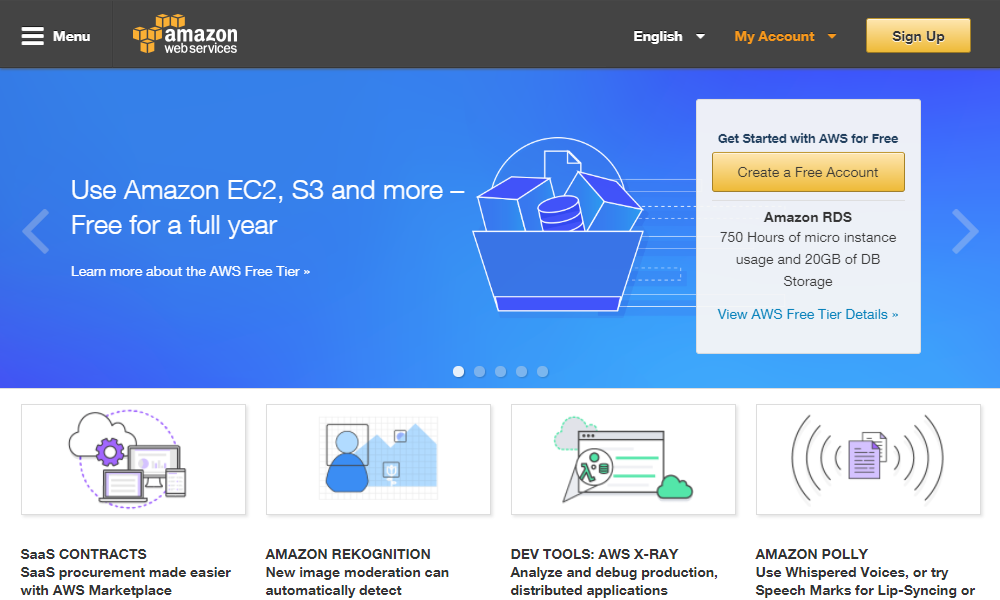 Menu
amazon
web services
English
My Account
Sign Up
Use Amazon EC2, S3 and more –
Free for a full year
Learn more about the AWS Free Tier »
Get Started with AWS for Free
Create a Free Account
Amazon RDS
750 Hours of micro instance
usage and 20GB of DB
Storage
View AWS Free Tier Details »
SaaS CONTRACTS
SaaS procurement made easier
with AWS Marketplace
AMAZON REKOGNITION
New image moderation can
automatically detect
DEV TOOLS: AWS X-RAY
Analyze and debug production,
distributed applications
AMAZON POLLY
Use Whispered Voices, or try
Speech Marks for Lip-Syncing or